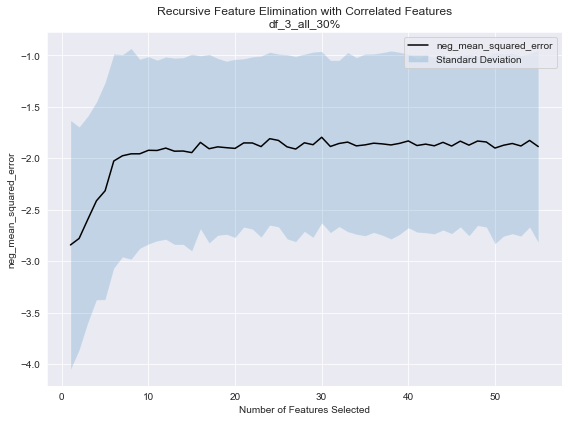 Recursive Feature Elimination with Correlated Features
df_3_all_30%
neg_mean_squared_error
Standard Deviation
neg_mean_squared_error
−1.0
−1.5
−2.0
−2.5
−3.0
−3.5
−4.0
0
10
20
30
40
50
Number of Features Selected